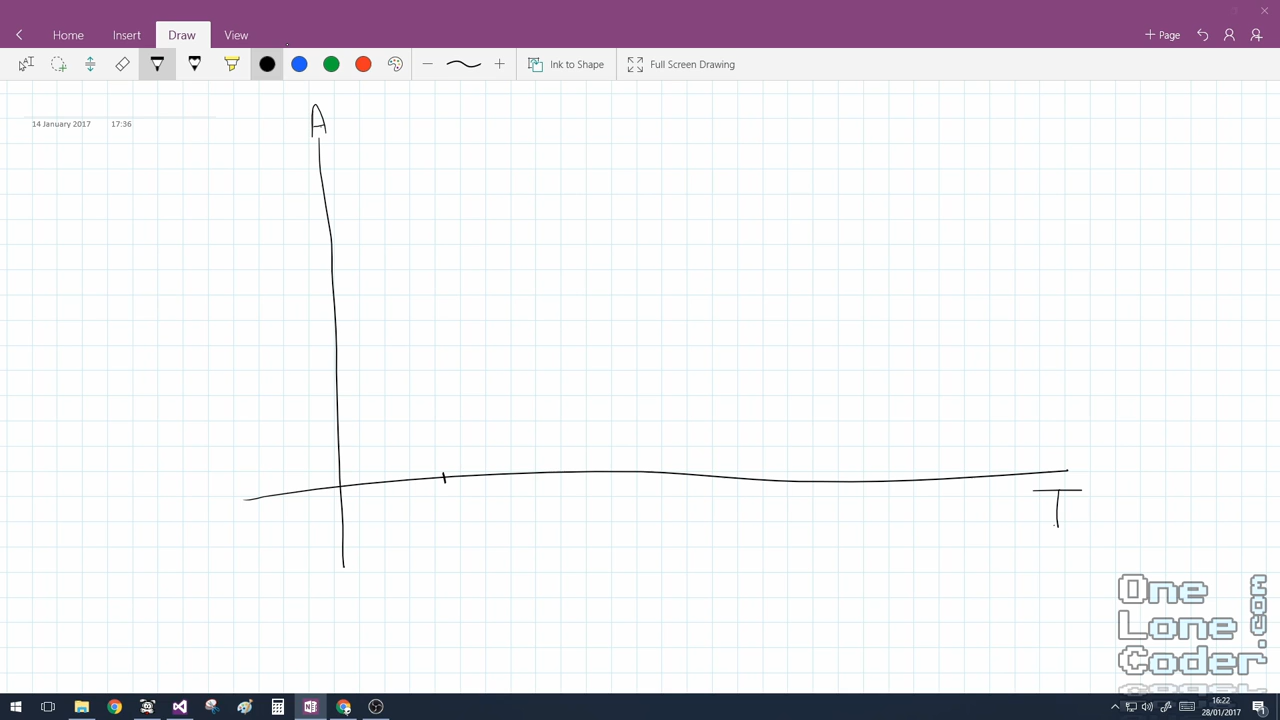 Home Insert Draw View Page
Ink to Shape Full Screen Drawing
14 January 2017 17:36
A
T
One
Lone
Coder
.com
16:22
28/01/2017